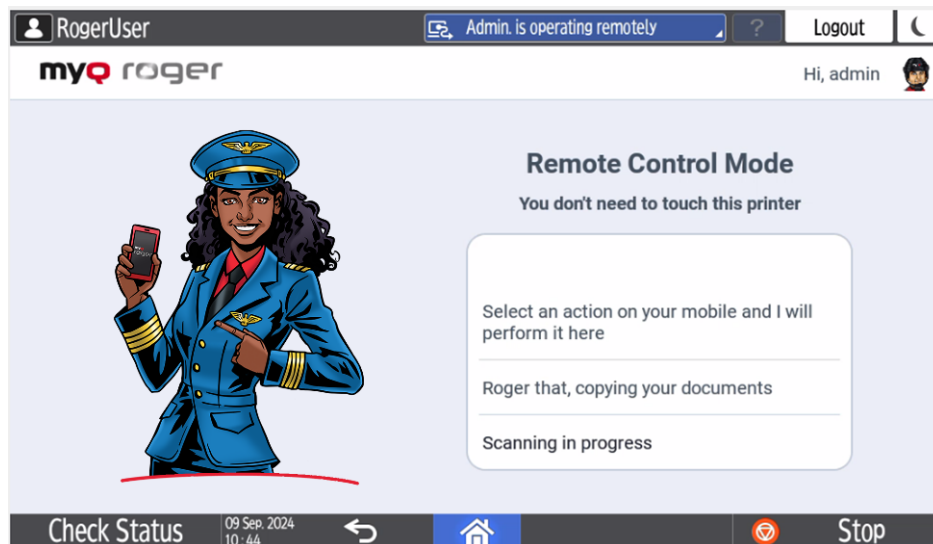 RogerUser
Admin. is operating remotely
?
Logout
myQ roger
Hi, admin
Remote Control Mode
You don't need to touch this printer
Select an action on your mobile and I will
perform it here
Roger that, copying your documents
Scanning in progress
Check Status
09 Sep. 2024
10:44
Stop